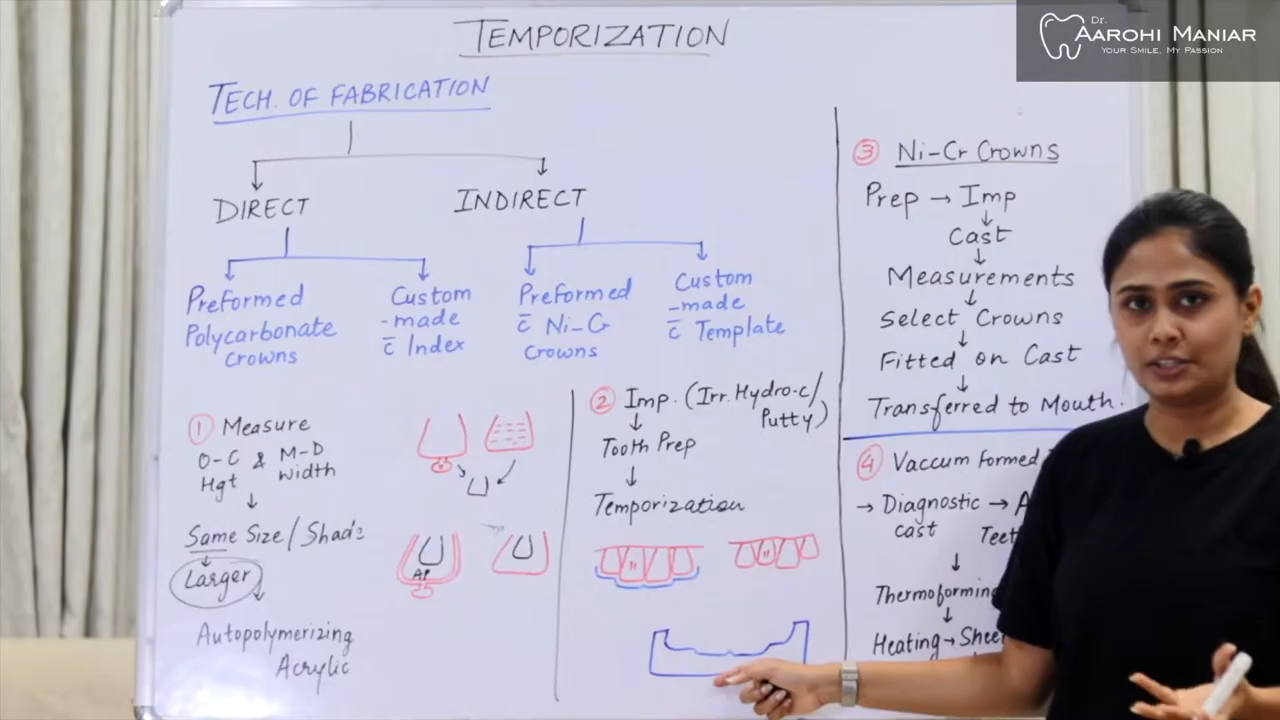 TEMPORIZATION
Dr.
AAROHI MANIAR
YOUR SMILE, MY PASSION
TECH. OF FABRICATION
DIRECT
INDIRECT
Preformed
Polycarbonate
Crowns
Custom
-made
c̄ Index
Preformed
c̄ Ni-Cr
Crowns
Custom
-made
c̄ Template
① Measure
O-C & M-D
Hgt width
↓
Same Size/Shade
↓
Larger
Autopolymerizing
Acrylic
AP
② Imp. (Irr. Hydro-c/
Putty)
↓
Tooth Prep
↓
Temporization
③ Ni-Cr Crowns
Prep → Imp
↓
Cast
↓
Measurements
↓
Select Crowns
↓
Fitted on Cast
↓
Transferred to Mouth.
④ Vaccum formed
→ Diagnostic →
cast
↓
Thermoforming
↓
Heating →